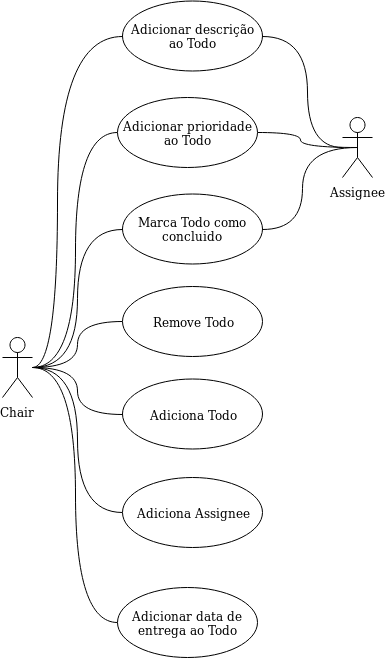 Adicionar descrição
ao Todo
Adicionar prioridade
ao Todo
Assignee
Marca Todo como
concluido
Remove Todo
Chair
Adiciona Todo
Adiciona Assignee
Adicionar data de
entrega ao Todo